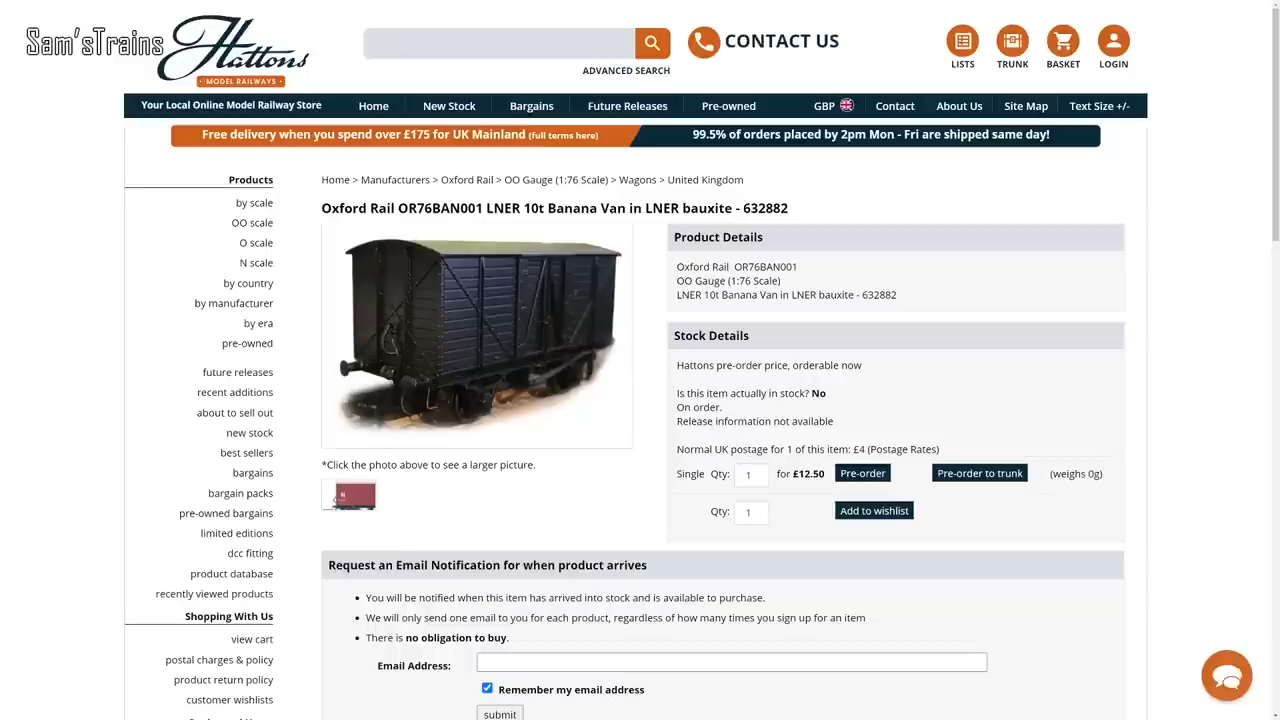 Sam'sTrains
Hattons
MODEL RAILWAYS
ADVANCED SEARCH
CONTACT US
LISTS
TRUNK
BASKET
LOGIN
Your Local Online Model Railway Store
Home
New Stock
Bargains
Future Releases
Pre-owned
GBP
Contact
About Us
Site Map
Text Size +/-
Free delivery when you spend over £175 for UK Mainland (full terms here)
99.5% of orders placed by 2pm Mon - Fri are shipped same day!
Products
by scale
OO scale
O scale
N scale
by country
by manufacturer
by era
pre-owned
future releases
recent additions
about to sell out
new stock
best sellers
bargains
bargain packs
pre-owned bargains
limited editions
dcc fitting
product database
recently viewed products
Shopping With Us
view cart
postal charges & policy
product return policy
customer wishlists
Home > Manufacturers > Oxford Rail > OO Gauge (1:76 Scale) > Wagons > United Kingdom
Oxford Rail OR76BAN001 LNER 10t Banana Van in LNER bauxite - 632882
*Click the photo above to see a larger picture.
Product Details
Oxford Rail OR76BAN001
OO Gauge (1:76 Scale)
LNER 10t Banana Van in LNER bauxite - 632882
Stock Details
Hattons pre-order price, orderable now
Is this item actually in stock? No
On order.
Release information not available
Normal UK postage for 1 of this item: £4 (Postage Rates)
Single Qty: 1 for £12.50 Pre-order Pre-order to trunk (weighs 0g)
Qty: 1 Add to wishlist
Request an Email Notification for when product arrives
• You will be notified when this item has arrived into stock and is available to purchase.
• We will only send one email to you for each product, regardless of how many times you sign up for an item
• There is no obligation to buy.
Email Address:
Remember my email address
submit